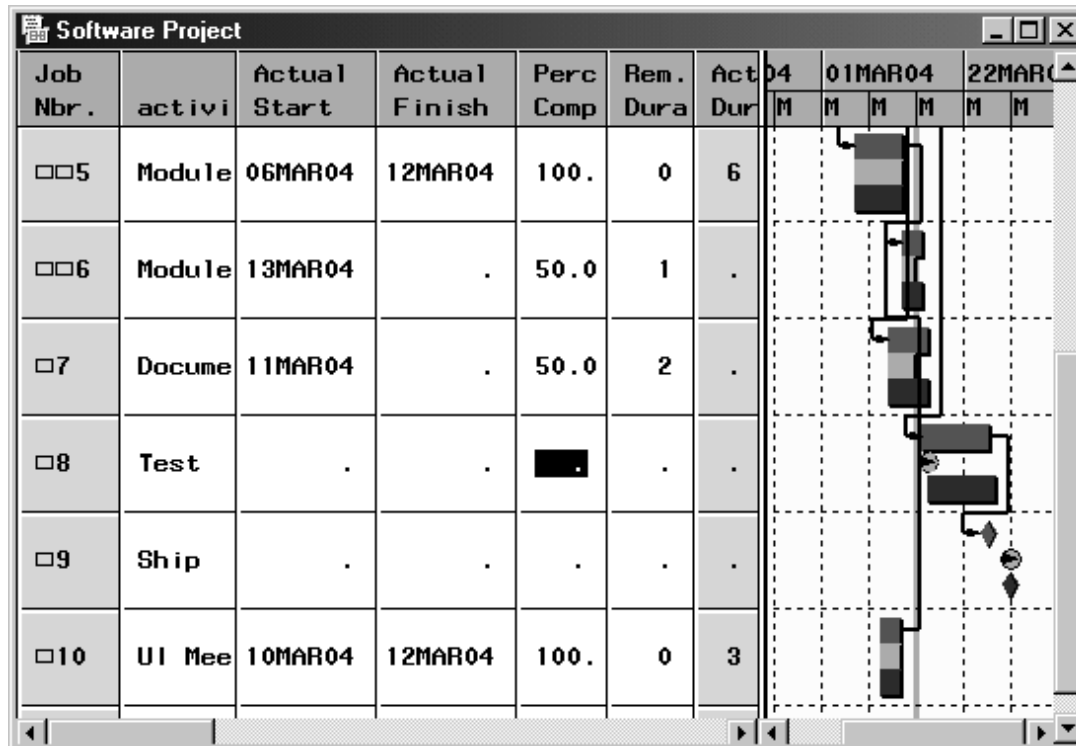 Software Project
Job Nbr. activi Actual Start Actual Finish Perc Comp Rem. Dura Act Dur 04 01MAR04 22MAR0
M M M M M M
5 Module 06MAR04 12MAR04 100. 0 6
6 Module 13MAR04 . 50.0 1 .
7 Docume 11MAR04 . 50.0 2 .
8 Test . . . . .
9 Ship . . . . .
10 UI Mee 10MAR04 12MAR04 100. 0 3